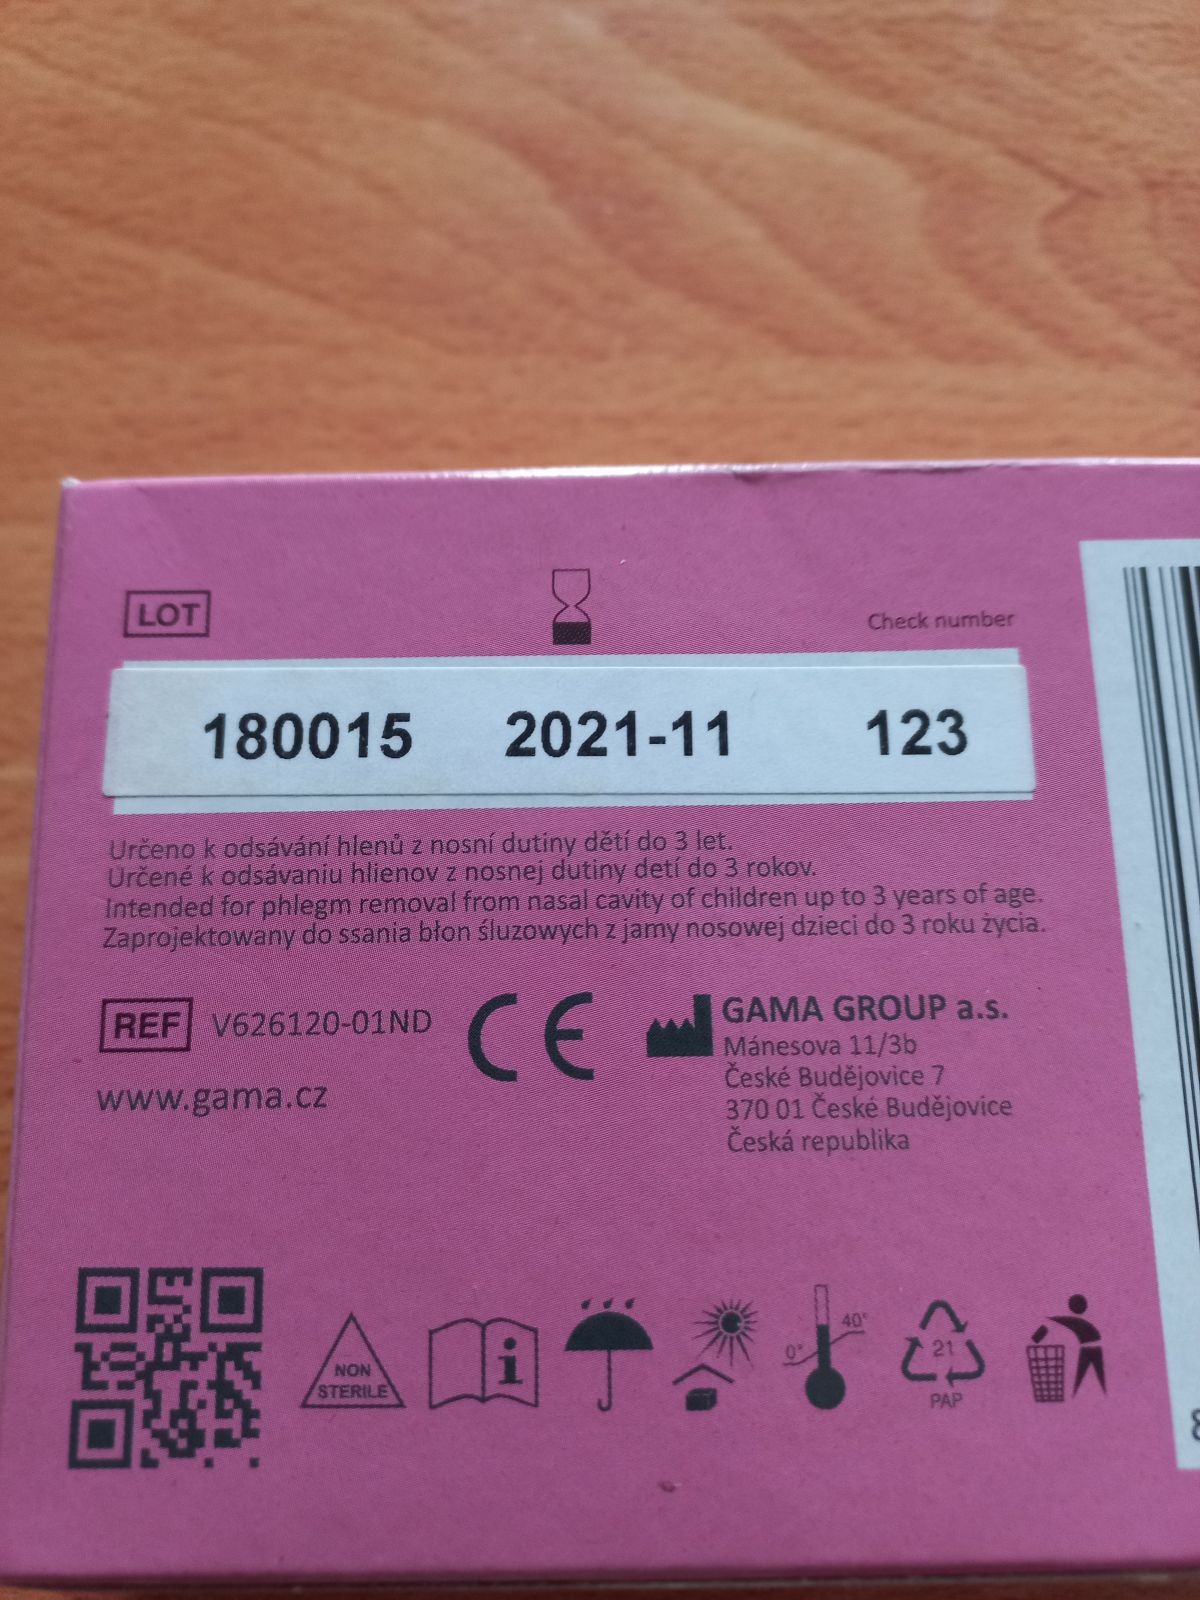 LOT
Check number
180015 2021-11 123
Určeno k odsávání hlenů z nosní dutiny dětí do 3 let.
Určené k odsávaniu hlienov z nosnej dutiny detí do 3 rokov.
Intended for phlegm removal from nasal cavity of children up to 3 years of age.
Zaprojektowany do ssania błon śluzowych z jamy nosowej dzieci do 3 roku życia.
REF V626120-01ND
CE
www.gama.cz
GAMA GROUP a.s.
Mánesova 11/3b
České Budějovice 7
370 01 České Budějovice
Česká republika
NON
STERILE
i
0° 40°
21
PAP
8